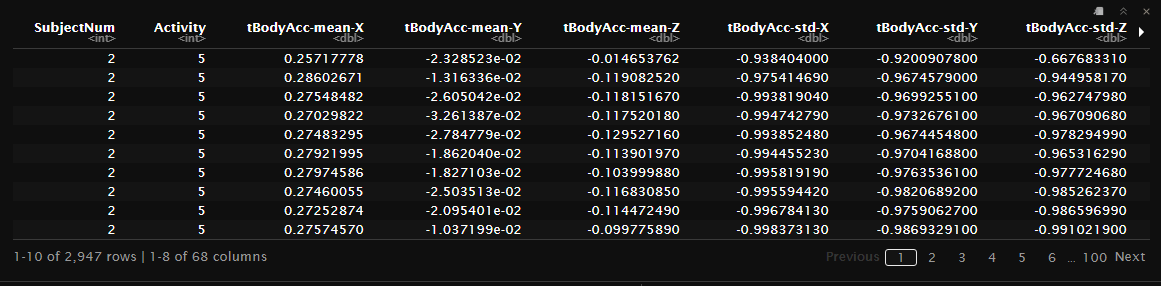 SubjectNum Activity tBodyAcc-mean-X tBodyAcc-mean-Y tBodyAcc-mean-Z tBodyAcc-std-X tBodyAcc-std-Y tBodyAcc-std-Z
<int> <int> <dbl> <dbl> <dbl> <dbl> <dbl> <dbl>
2 5 0.25717778 -2.328523e-02 -0.014653762 -0.938404000 -0.9200907800 -0.667683310
2 5 0.28602671 -1.316336e-02 -0.119082520 -0.975414690 -0.9674579000 -0.944958170
2 5 0.27548482 -2.605042e-02 -0.118151670 -0.993819040 -0.9699255100 -0.962747980
2 5 0.27029822 -3.261387e-02 -0.117520180 -0.994742790 -0.9732676100 -0.967090680
2 5 0.27483295 -2.784779e-02 -0.129527160 -0.993852480 -0.9674454800 -0.978294990
2 5 0.27921995 -1.862040e-02 -0.113901970 -0.994455230 -0.9704168800 -0.965316290
2 5 0.27974586 -1.827103e-02 -0.103999880 -0.995819190 -0.9763536100 -0.977724680
2 5 0.27460055 -2.503513e-02 -0.116830850 -0.995594420 -0.9820689200 -0.985262370
2 5 0.27252874 -2.095401e-02 -0.114472490 -0.996784130 -0.9759062700 -0.986596990
2 5 0.27574570 -1.037199e-02 -0.099775890 -0.998373130 -0.9869329100 -0.991021900
1-10 of 2,947 rows | 1-8 of 68 columns Previous 1 2 3 4 5 6 ... 100 Next